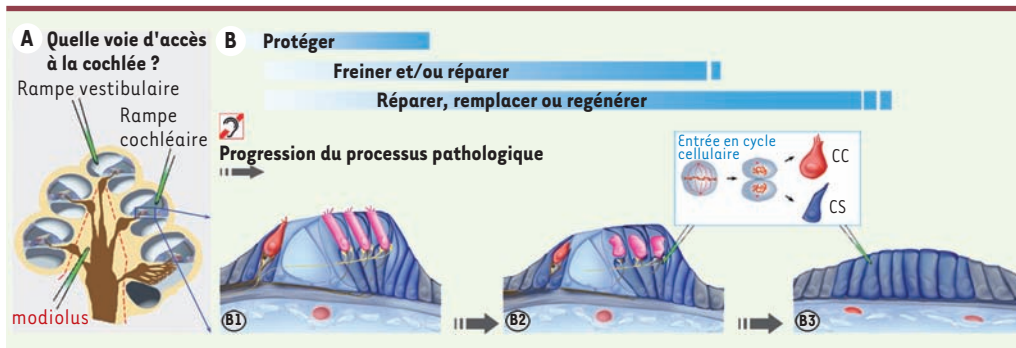 A Quelle voie d'accès
à la cochlée ?
Rampe vestibulaire
Rampe
cochléaire
modiolus
B Protéger
Freiner et/ou réparer
Réparer, remplacer ou regénérer
Progression du processus pathologique
Entrée en cycle
cellulaire
CC
CS
B1
B2
B3